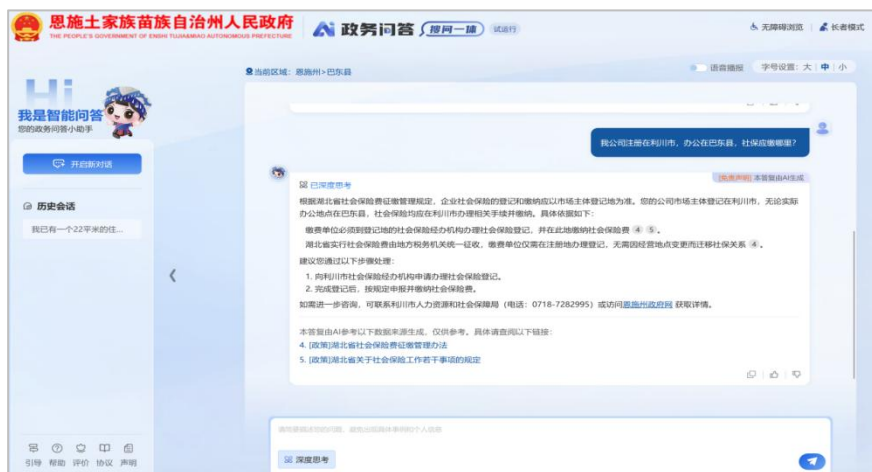 恩施土家族苗族自治州人民政府
THE PEOPLE'S GOVERNMENT OF ENSHI TUJIA&MIAO AUTONOMOUS PREFECTURE
政务问答 搜问一体 试运行
无障碍浏览 长者模式
当前区域：恩施州>巴东县
语音播报 字号设置：大 中 小
Hi
我是智能问答
您的政务问答小助手
开启新对话
历史会话
我已有一个22平米的住...
我公司注册在利川市，办公在巴东县，社保应缴哪里？
[免责声明] 本答复由AI生成
已深度思考
根据湖北省社会保险费征缴管理规定，企业社会保险的登记和缴纳应以市场主体登记地为准。您的公司市场主体登记在利川市，无论实际
办公地点在巴东县，社会保险均应在利川市办理相关手续并缴纳。具体依据如下：
缴费单位必须到登记地的社会保险经办机构办理社会保险登记，并在此地缴纳社会保险费 4 5 。
湖北省实行社会保险费由地方税务机关统一征收，缴费单位仅需在注册地办理登记，无需因经营地点变更而迁移社保关系 4 。
建议您通过以下步骤处理：
1. 向利川市社会保险经办机构申请办理社会保险登记。
2. 完成登记后，按规定申报并缴纳社会保险费。
如需进一步咨询，可联系利川市人力资源和社会保障局（电话：0718-7282995）或访问恩施州政府网 获取详情。
本答复由AI参考以下数据来源生成，仅供参考。具体请查阅以下链接：
4. [政策]湖北省社会保险费征缴管理办法
5. [政策]湖北省关于社会保险工作若干事项的规定
深度思考
引导 帮助 评价 协议 声明